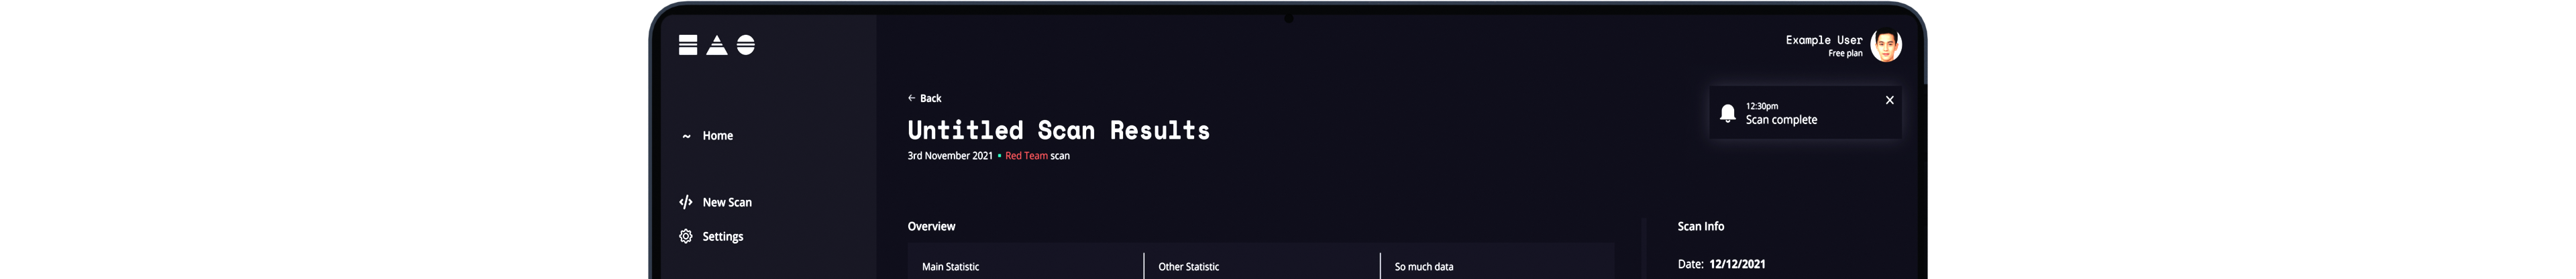 Example User
Free plan
← Back
12:30pm
Scan complete
Untitled Scan Results
3rd November 2021 • Red Team scan
~ Home
New Scan
Settings
Overview
Scan Info
Main Statistic
Other Statistic
So much data
Date: 12/12/2021